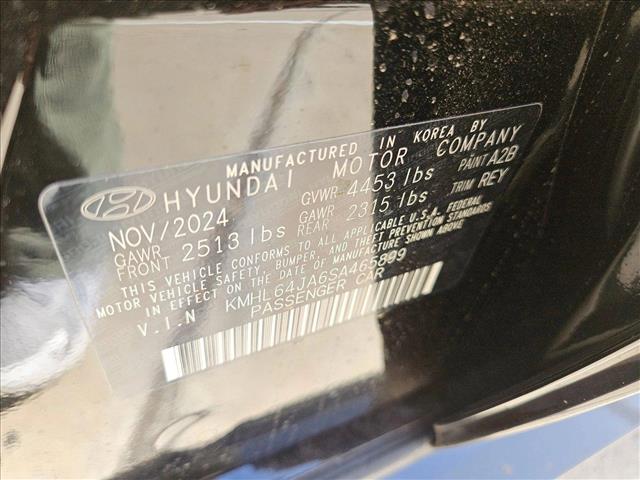 MANUFACTURED IN KOREA BY
HYUNDAI MOTOR COMPANY
NOV/2024 GVWR 4453 lbs PAINT A2B
GAWR FRONT 2513 lbs GAWR REAR 2315 lbs TRIM REY
THIS VEHICLE CONFORMS TO ALL APPLICABLE U.S.A. FEDERAL
MOTOR VEHICLE SAFETY, BUMPER, AND THEFT PREVENTION STANDARDS
IN EFFECT ON THE DATE OF MANUFACTURE SHOWN ABOVE
V.I.N KMHL64JA6SA465899
PASSENGER CAR